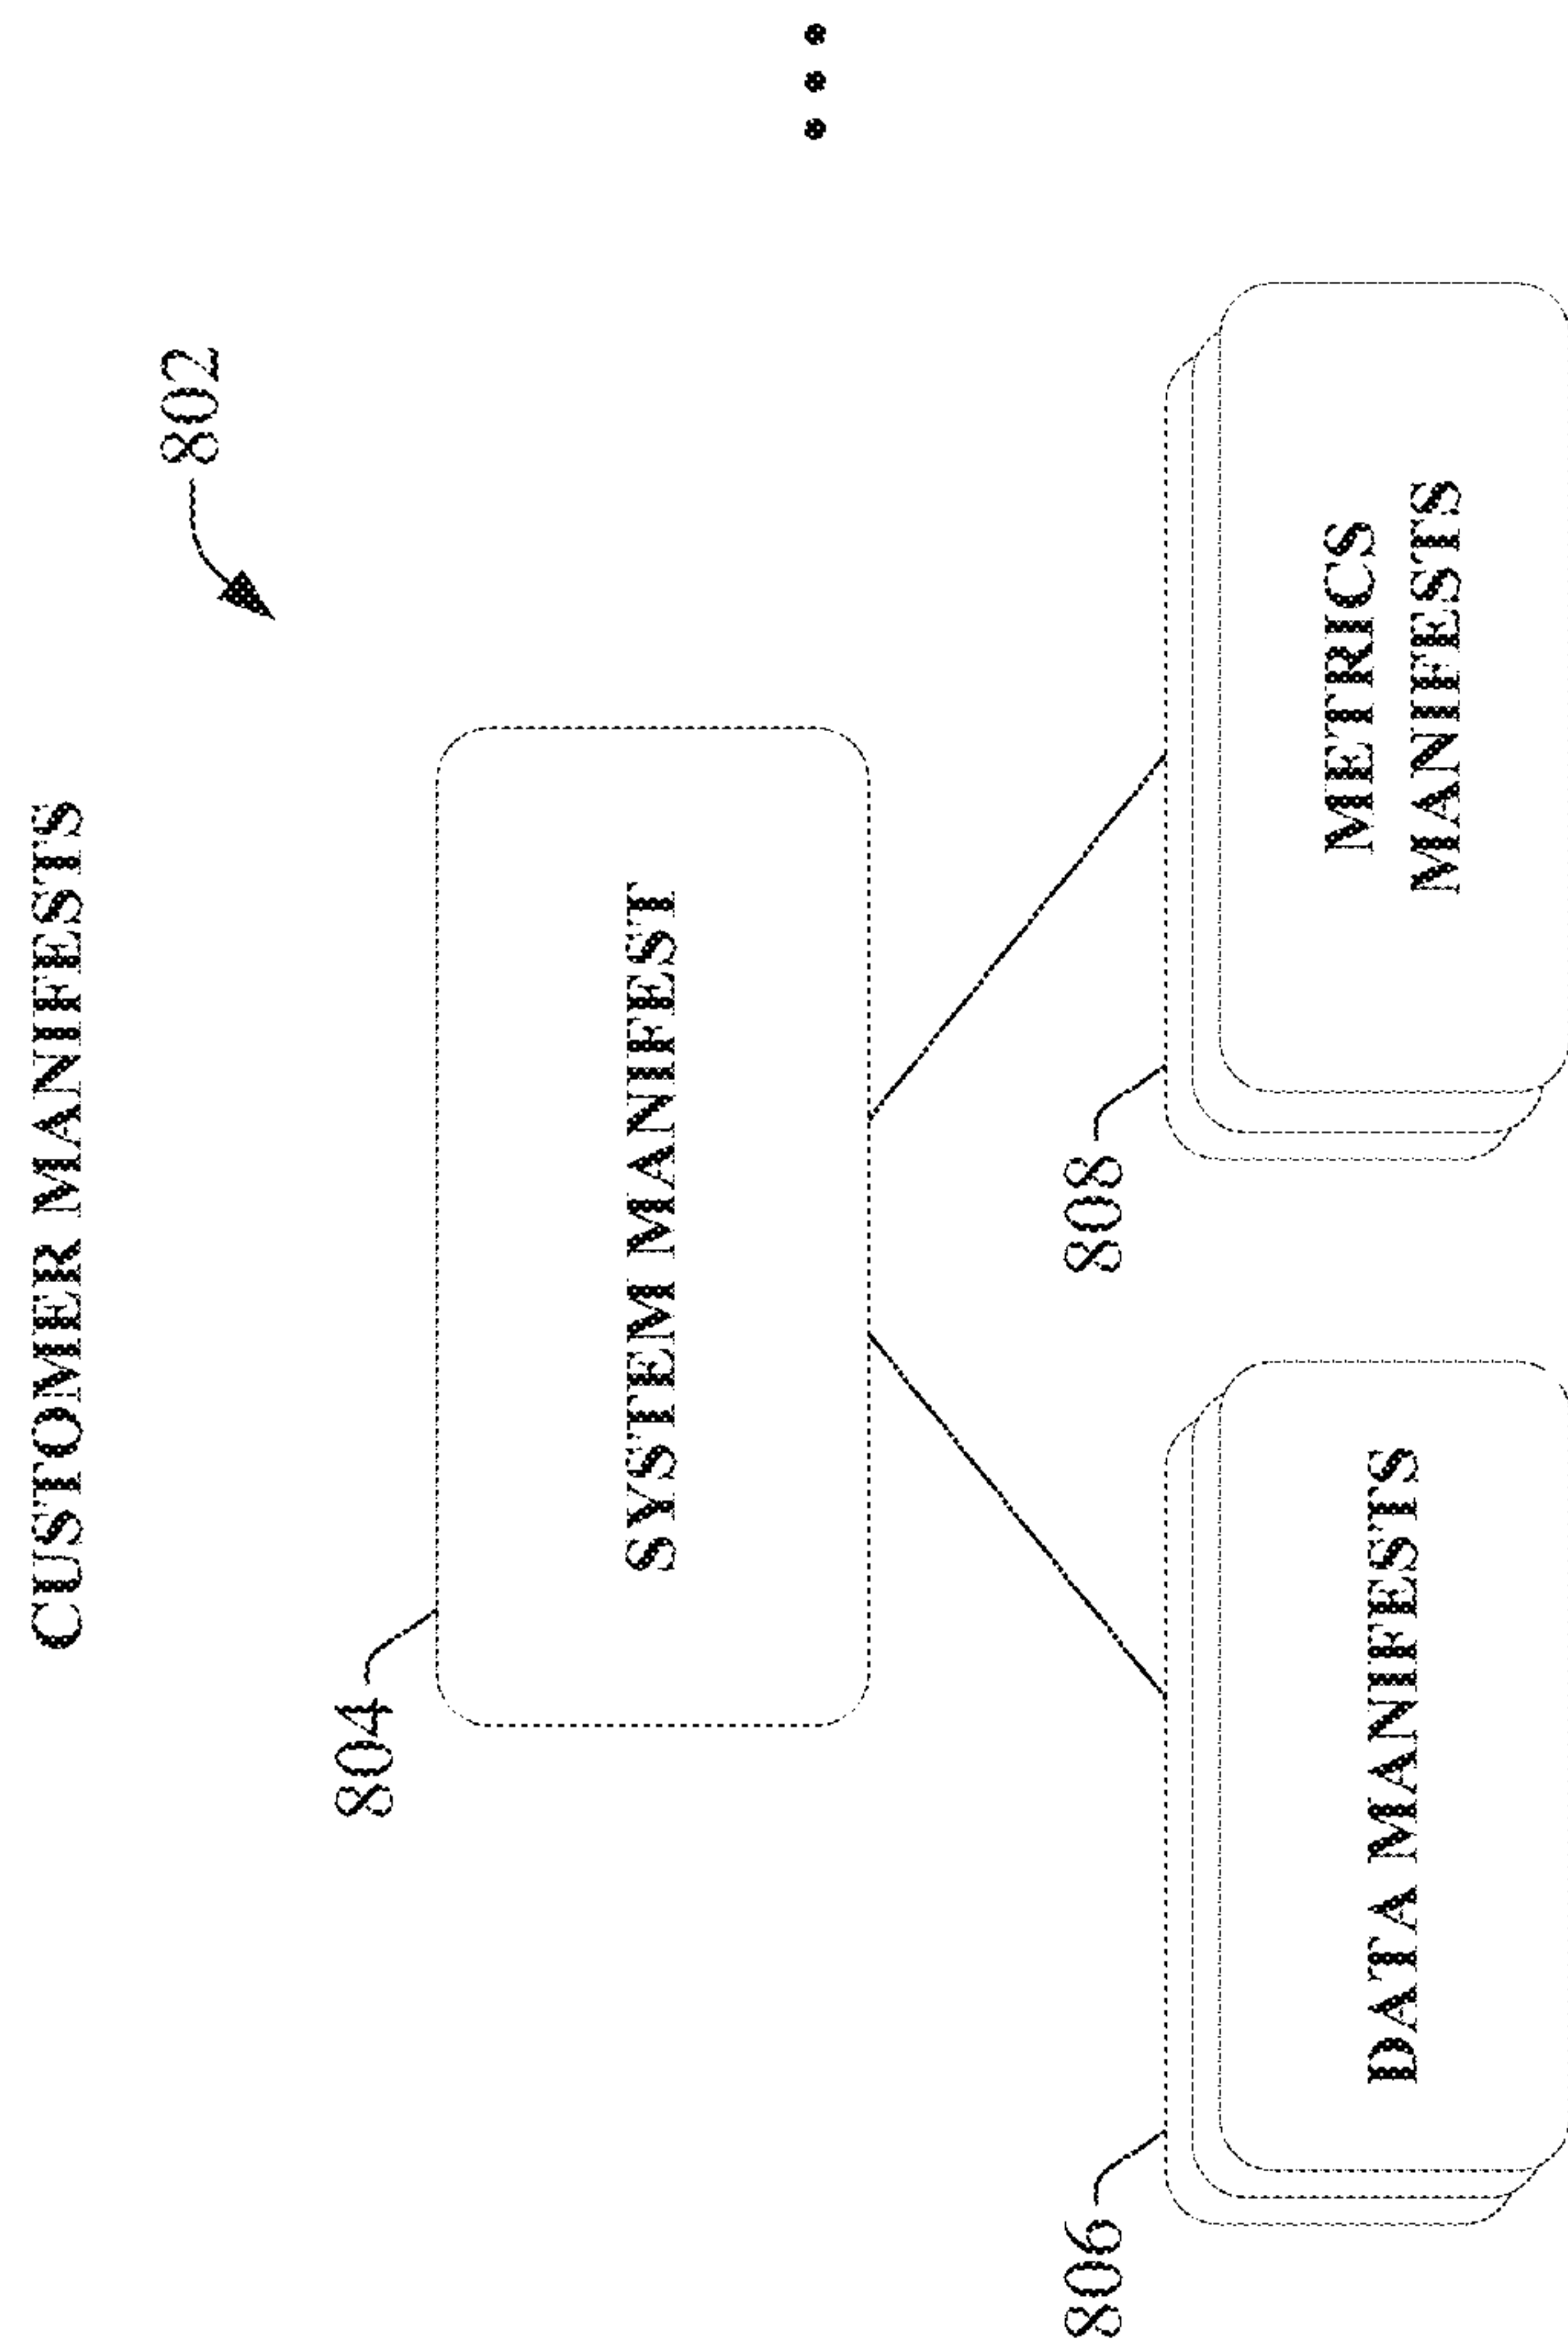 CUSTOMER MANIFESTS
802
804
SYSTEM MANIFEST
806
808
DATA MANIFESTS
METRICS
MANIFESTS